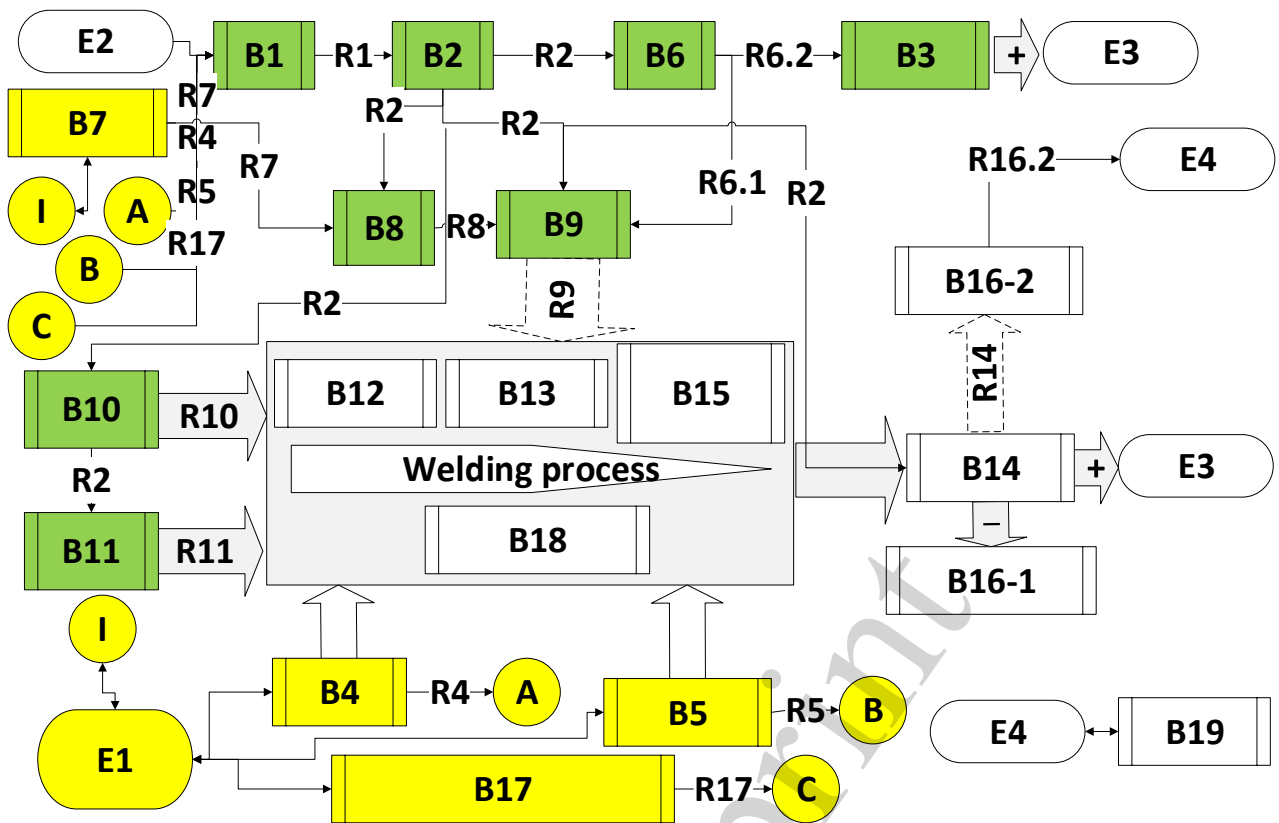 E2
B1
R1
B2
R2
B6
R6.2
B3
+
E3
R7
B7
R4
R2
R2
E4
R16.2
R7
R6.1
R2
I
A
R5
B8
R8
B9
R17
B
B16-2
C
R2
R9
R14
B12
B13
B15
B10
R10
Welding process
B14
+
E3
R2
B11
R11
B18
–
B16-1
I
B4
R4
A
B5
R5
B
E1
E4
B19
B17
R17
C